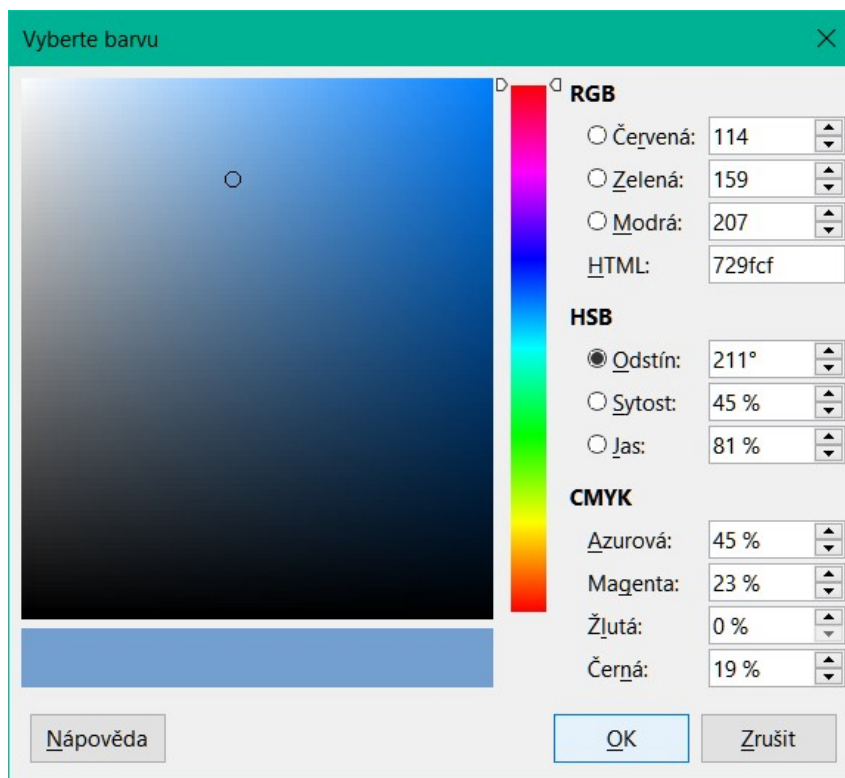 Vyberte barvu
RGB
Červená: 114
Zelená: 159
Modrá: 207
HTML: 729fcf
HSB
Odstín: 211°
Sytost: 45 %
Jas: 81 %
CMYK
Azurová: 45 %
Magenta: 23 %
Žlutá: 0 %
Černá: 19 %
Nápověda OK Zrušit